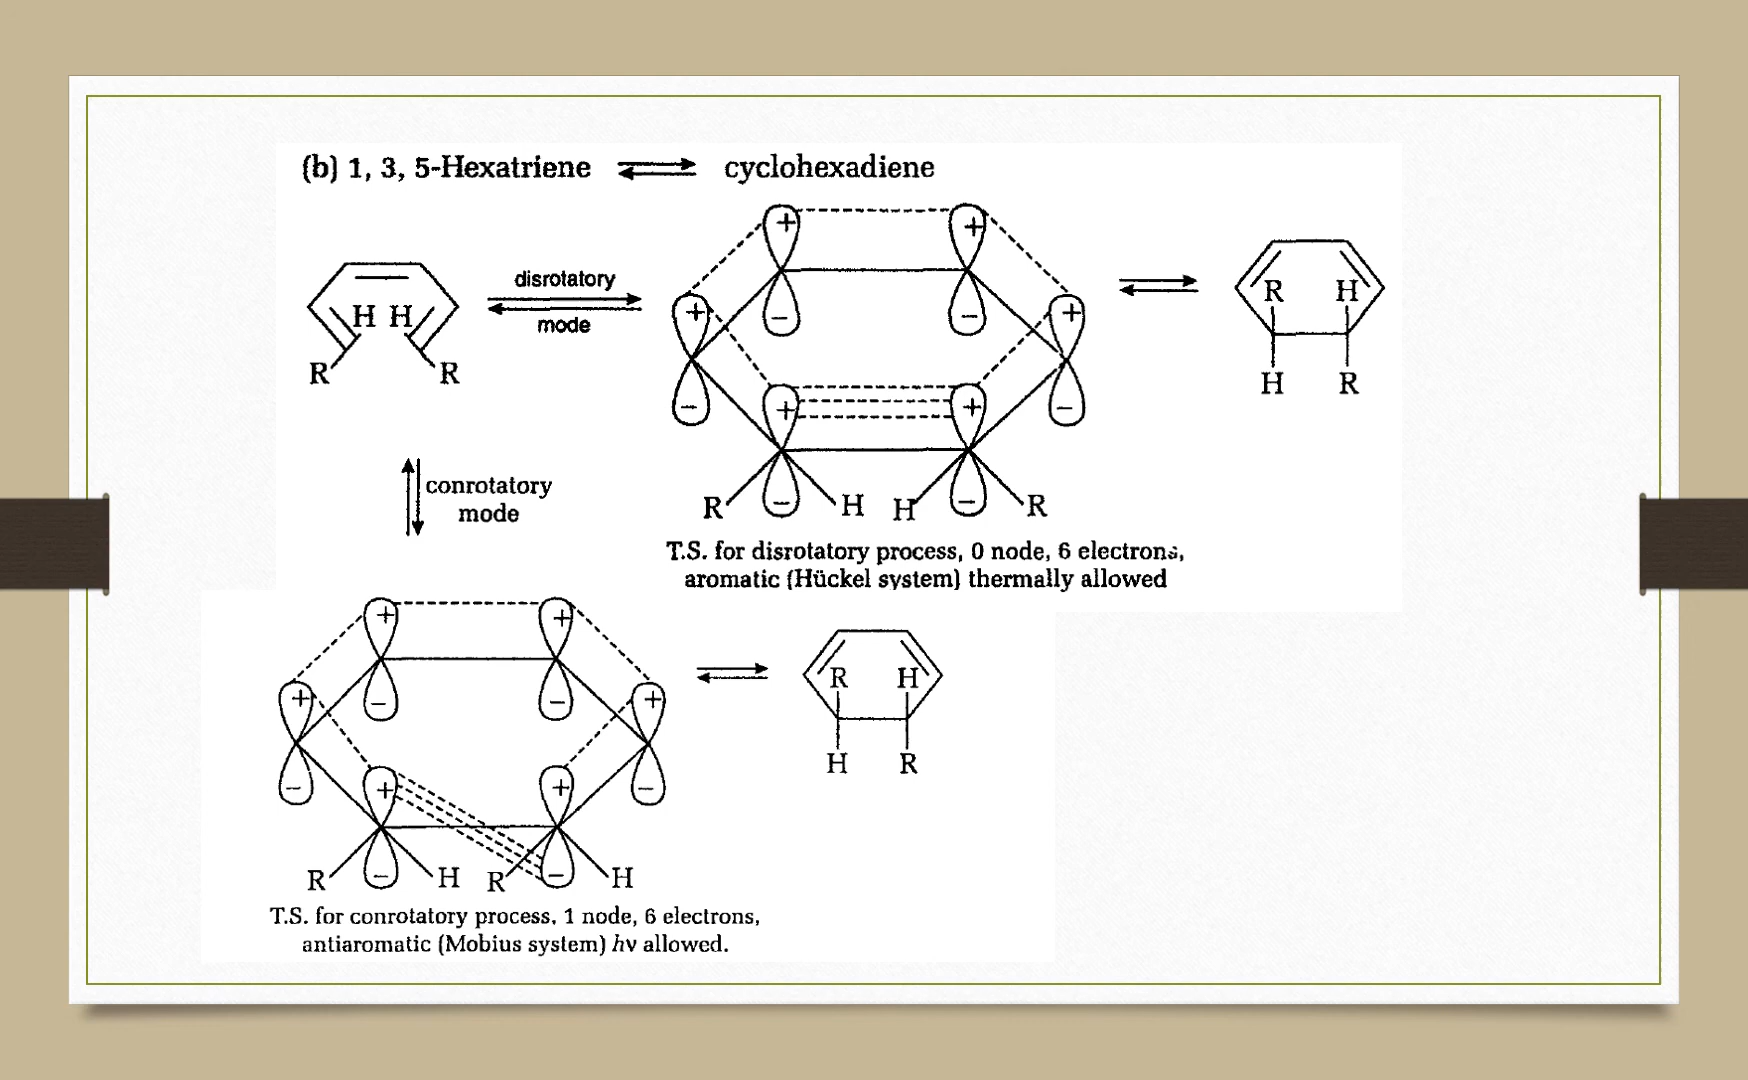 (b) 1, 3, 5-Hexatriene ⇌ cyclohexadiene
H H
R R
disrotatory
mode
+ +
+ +
− −
+ +
− −
− −
R H H R
R H
H R
T.S. for disrotatory process, 0 node, 6 electrons,
aromatic (Hückel system) thermally allowed
conrotatory
mode
+ +
+ +
− −
+ +
− −
− −
R H R H
R H
H R
T.S. for conrotatory process, 1 node, 6 electrons,
antiaromatic (Mobius system) hν allowed.